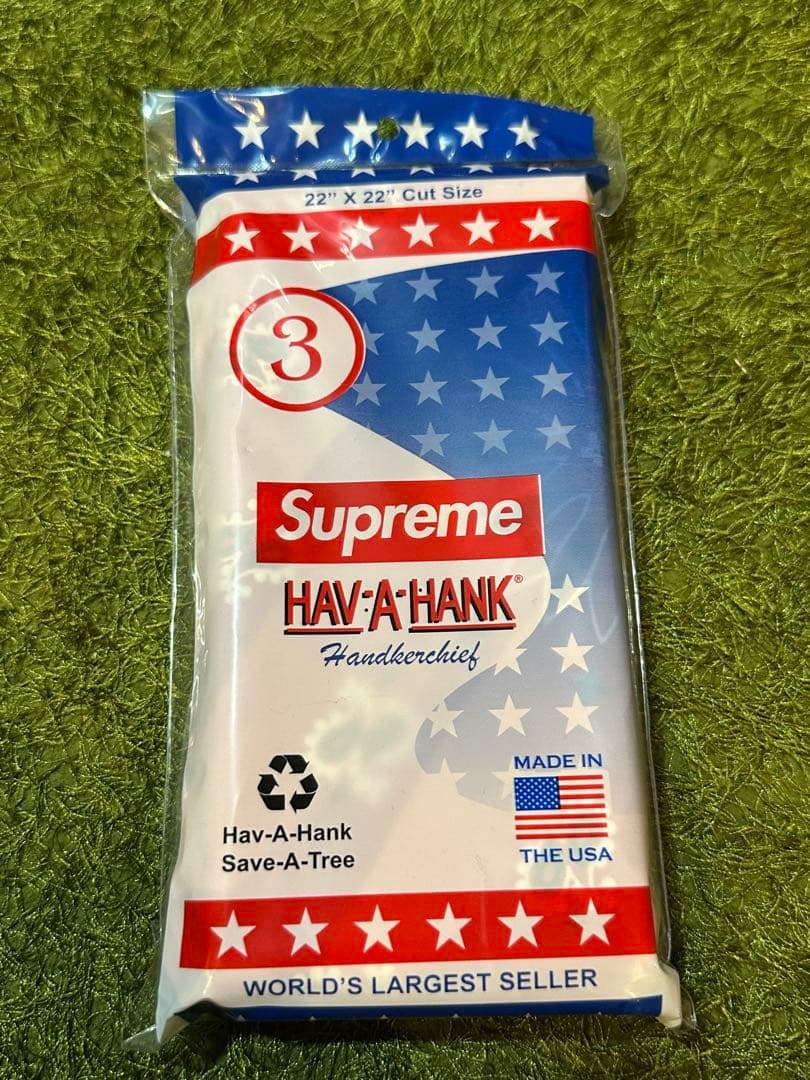 22” X 22” Cut Size
3
Supreme
HAV-A-HANK®
Handkerchief
MADE IN
Hav-A-Hank
Save-A-Tree
THE USA
WORLD'S LARGEST SELLER